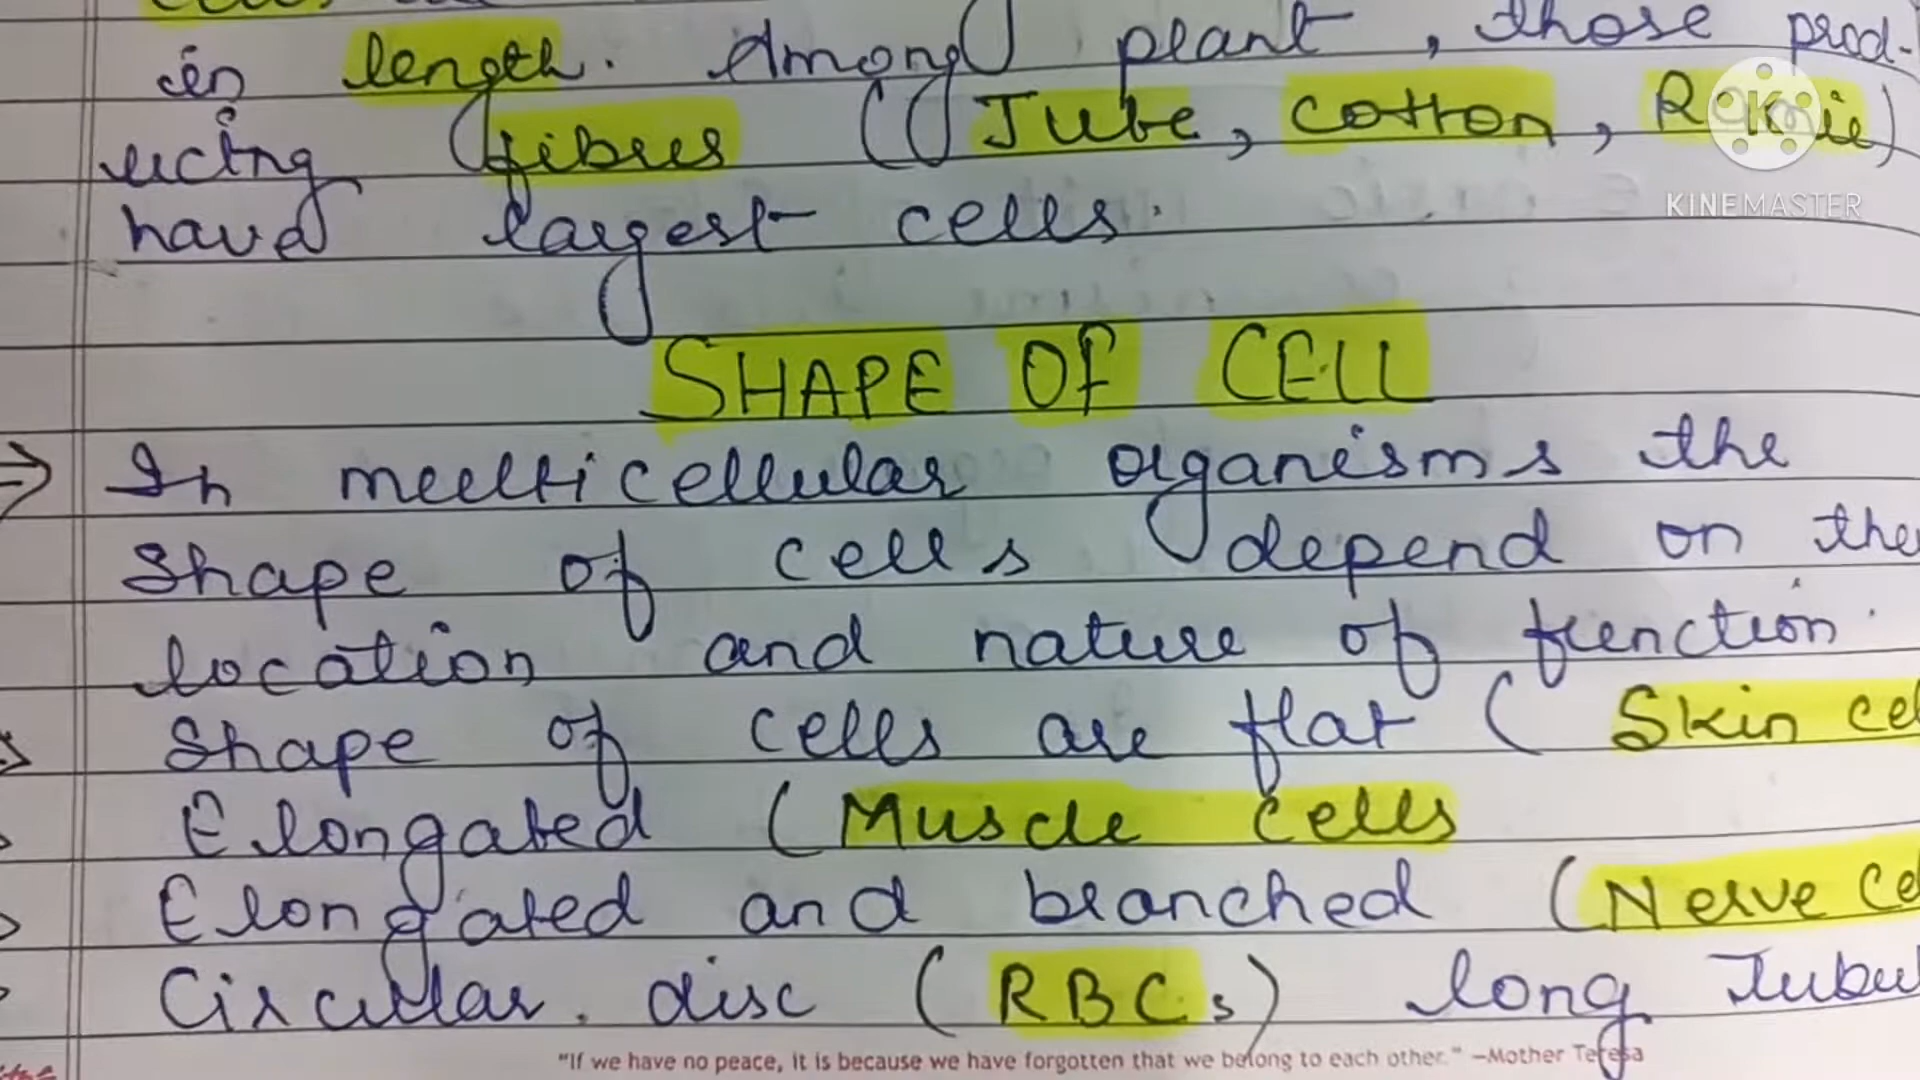 in length. Among plant, those prod-
ucing (fibres (Jute, cotton, Ramie)
have largest cells.
SHAPE OF CELL
⇒ In multicellular organisms the
shape of cells depend on the
location and nature of function.
Shape of cells are flat ( Skin cel
Elongated (Muscle cells
Elongated and branched (Nerve ce
Circular disc (RBCs) long Tubul
"If we have no peace, it is because we have forgotten that we belong to each other." —Mother Teresa
KINEMASTER